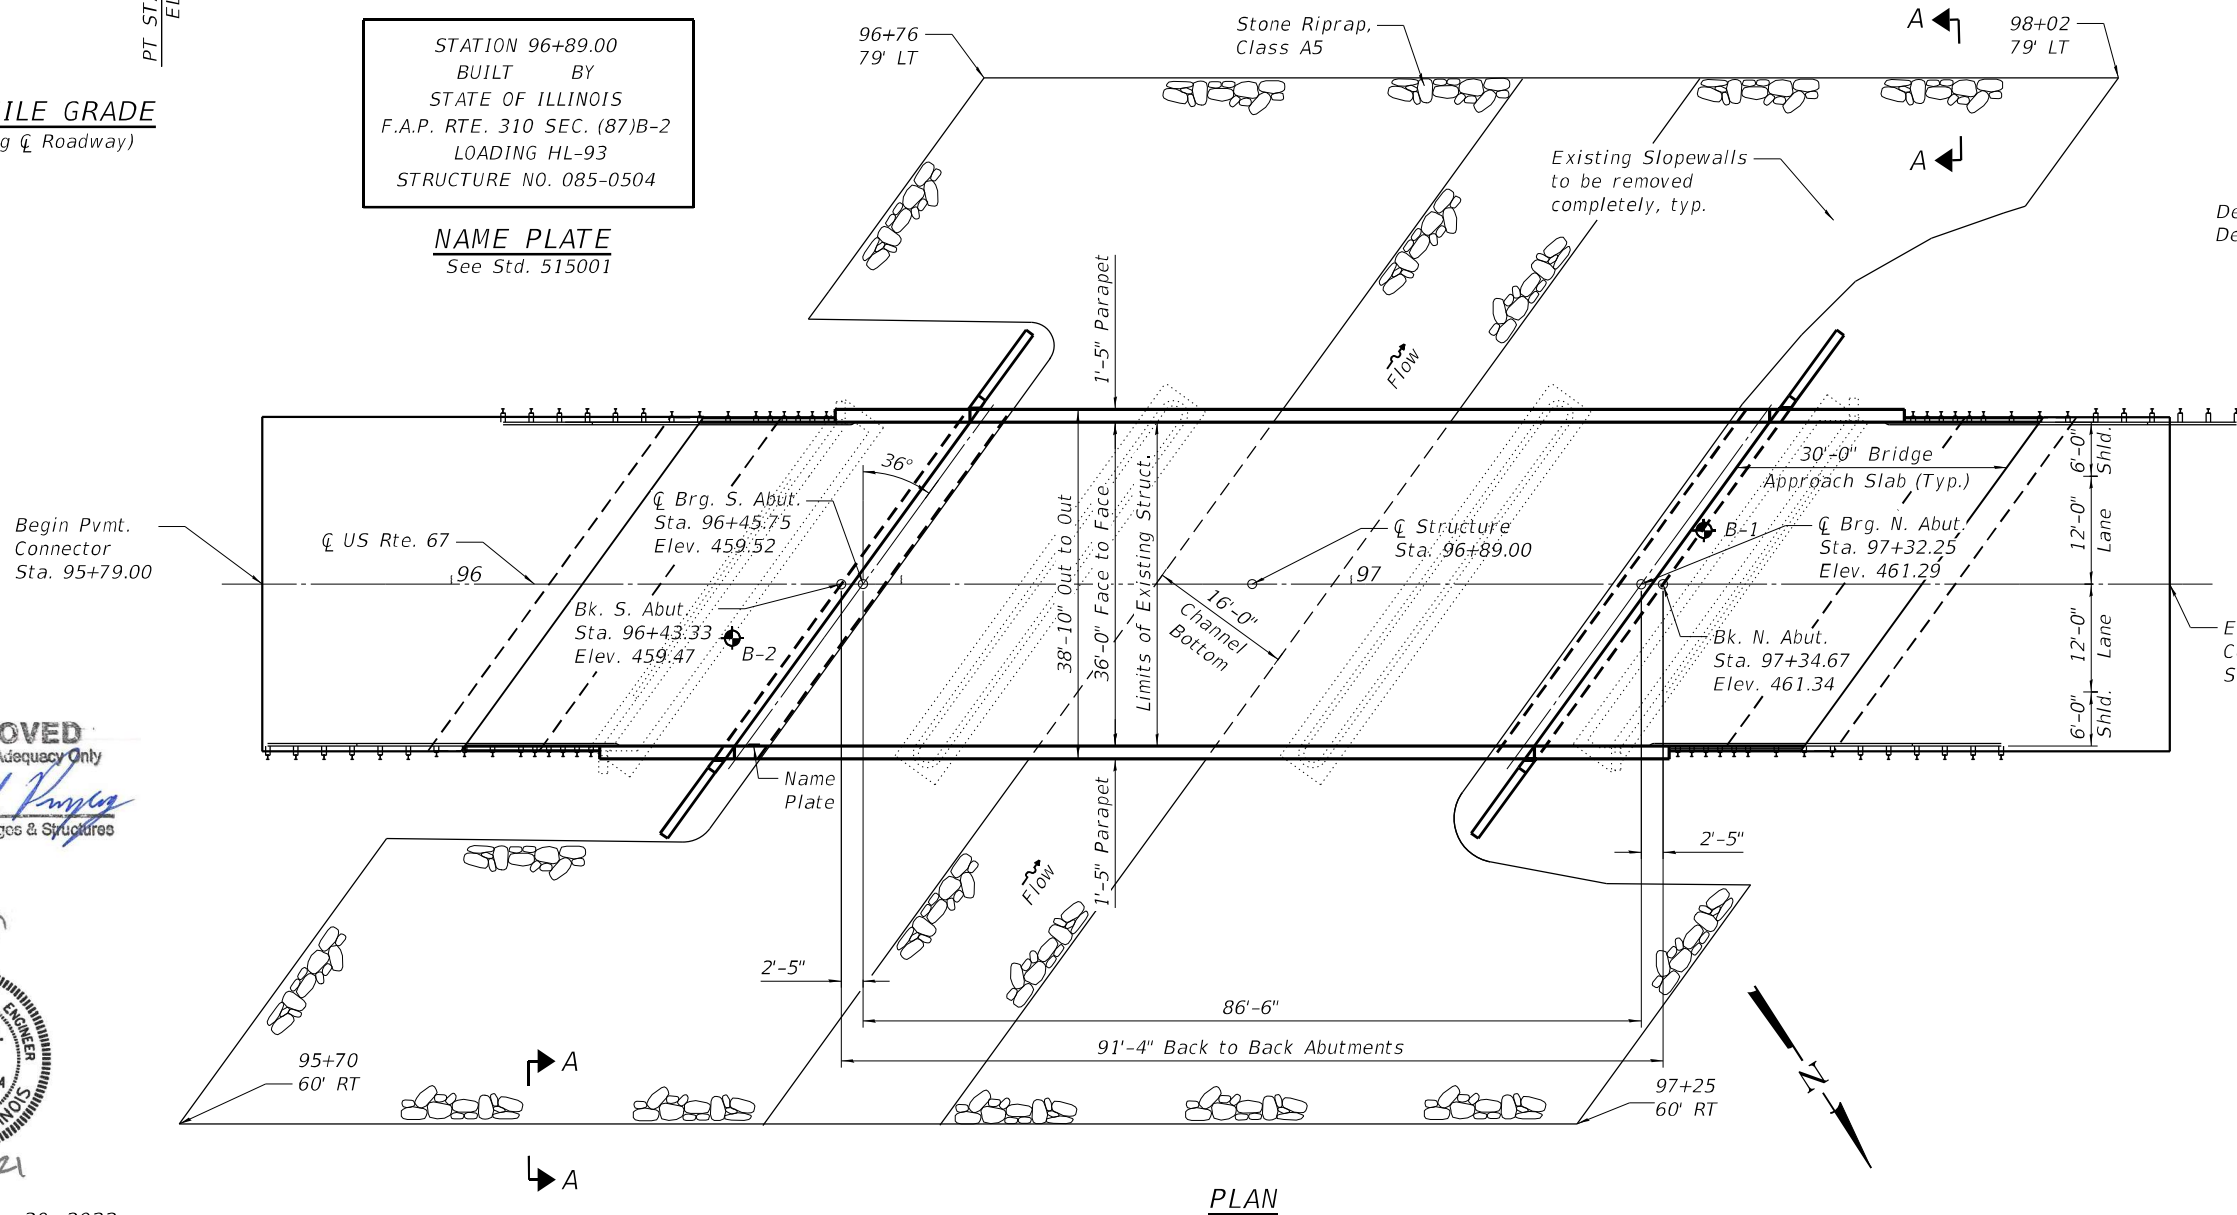 PT ST.
ILE GRADE
g ℄ Roadway)
STATION 96+89.00
BUILT BY
STATE OF ILLINOIS
F.A.P. RTE. 310 SEC. (87)B-2
LOADING HL-93
STRUCTURE NO. 085-0504
NAME PLATE
See Std. 515001
96+76
79' LT
Stone Riprap,
Class A5
A
98+02
79' LT
A
Existing Slopewalls
to be removed
completely, typ.
De
De
1'-5" Parapet
Flow
36°
℄ Brg. S. Abut.
Sta. 96+45.75
Elev. 459.52
Begin Pvmt.
Connector
Sta. 95+79.00
℄ US Rte. 67
96
Bk. S. Abut.
Sta. 96+43.33
Elev. 459.47
B-2
38'-10" Out to Out
36'-0" Face to Face
Limits of Existing Struct.
℄ Structure
Sta. 96+89.00
97
16'-0"
Channel
Bottom
30'-0" Bridge
Approach Slab (Typ.)
B-1
℄ Brg. N. Abut.
Sta. 97+32.25
Elev. 461.29
Bk. N. Abut.
Sta. 97+34.67
Elev. 461.34
6'-0"
Shld.
12'-0"
Lane
12'-0"
Lane
6'-0"
Shld.
E
C
S
OVED
Adequacy Only
ges & Structures
Name
Plate
1'-5" Parapet
Flow
2'-5"
2'-5"
86'-6"
91'-4" Back to Back Abutments
95+70
60' RT
A
A
97+25
60' RT
N
ENGINEER
NOIS
21
PLAN